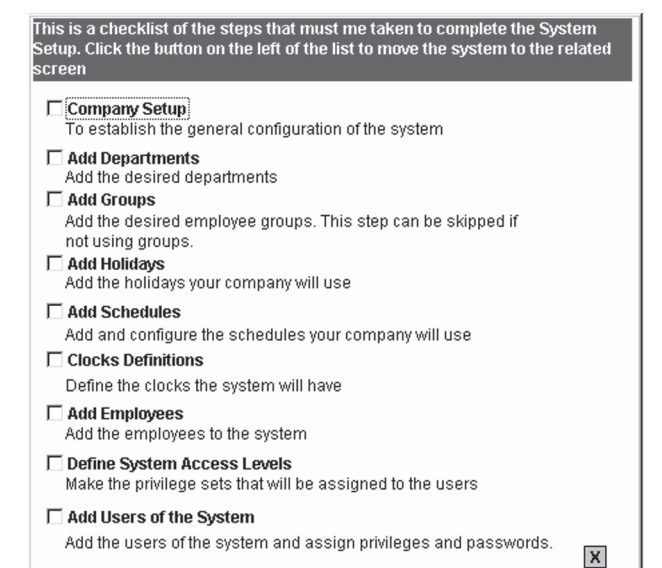 This is a checklist of the steps that must me taken to complete the System
Setup. Click the button on the left of the list to move the system to the related
screen
Company Setup
To establish the general configuration of the system
Add Departments
Add the desired departments
Add Groups
Add the desired employee groups. This step can be skipped if
not using groups.
Add Holidays
Add the holidays your company will use
Add Schedules
Add and configure the schedules your company will use
Clocks Definitions
Define the clocks the system will have
Add Employees
Add the employees to the system
Define System Access Levels
Make the privilege sets that will be assigned to the users
Add Users of the System
Add the users of the system and assign privileges and passwords.
X